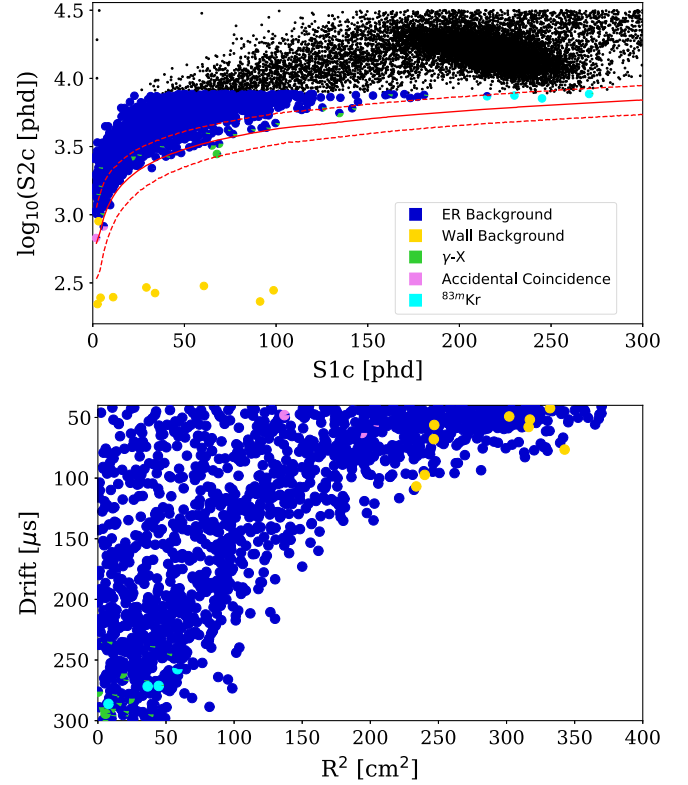 4.5
4.0
3.5
3.0
2.5
log₁₀(S2c [phd])
0 50 100 150 200 250 300
S1c [phd]
ER Background
Wall Background
γ-X
Accidental Coincidence
⁸³ᵐKr
50
100
150
200
250
300
Drift [μs]
0 50 100 150 200 250 300 350 400
R² [cm²]